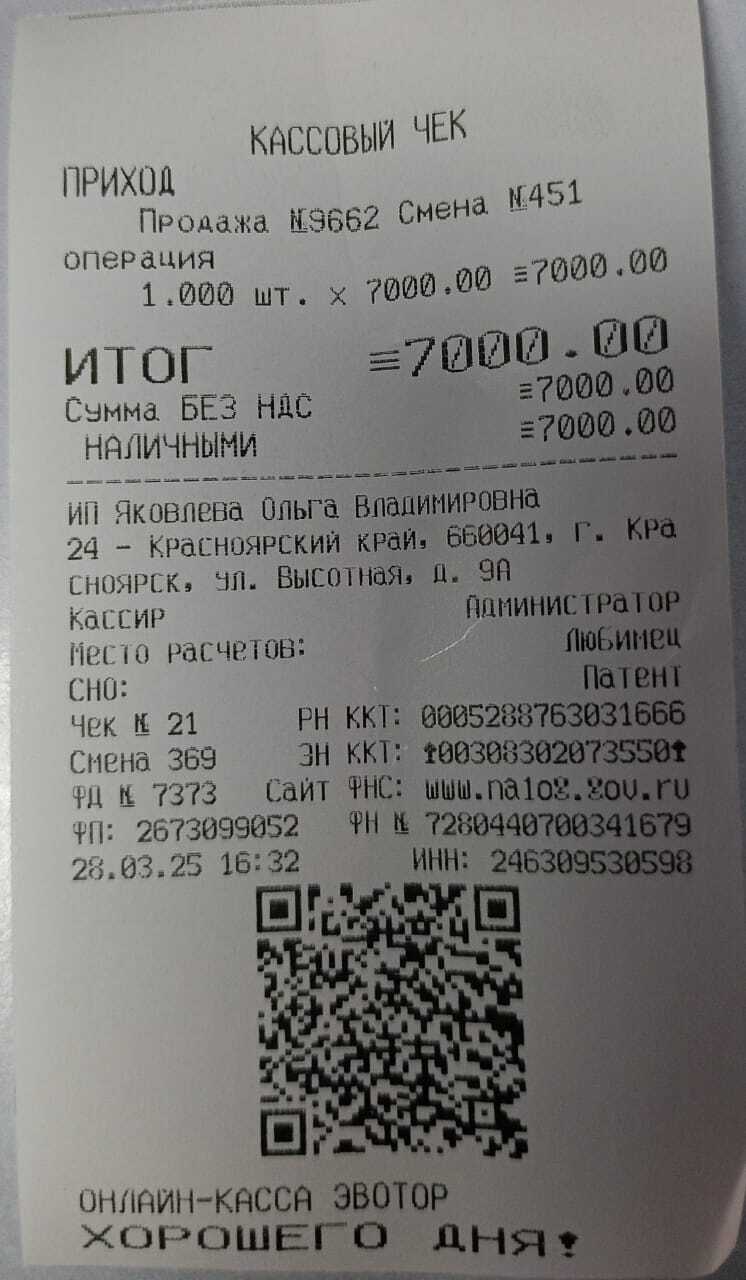 КАССОВЫЙ ЧЕК
ПРИХОД
Продажа №9662 Смена №451
операция
1.000 шт. x 7000.00 ≡7000.00
ИТОГ ≡7000.00
Сумма БЕЗ НДС ≡7000.00
НАЛИЧНЫМИ ≡7000.00
ИП Яковлева Ольга Владимировна
24 - Красноярский край, 660041, г. Кра
сноярск, ул. Высотная, д. 9А
Кассир Администратор
Место расчетов: Любимец
СНО: Патент
Чек № 21 РН ККТ: 0005288763031666
Смена 369 ЗН ККТ: 00308302073550
ФД № 7373 Сайт ФНС: www.nalog.gov.ru
ФП: 2673099052 ФН № 7280440700341679
28.03.25 16:32 ИНН: 246309530598
ОНЛАЙН-КАССА ЭВОТОР
ХОРОШЕГО ДНЯ!